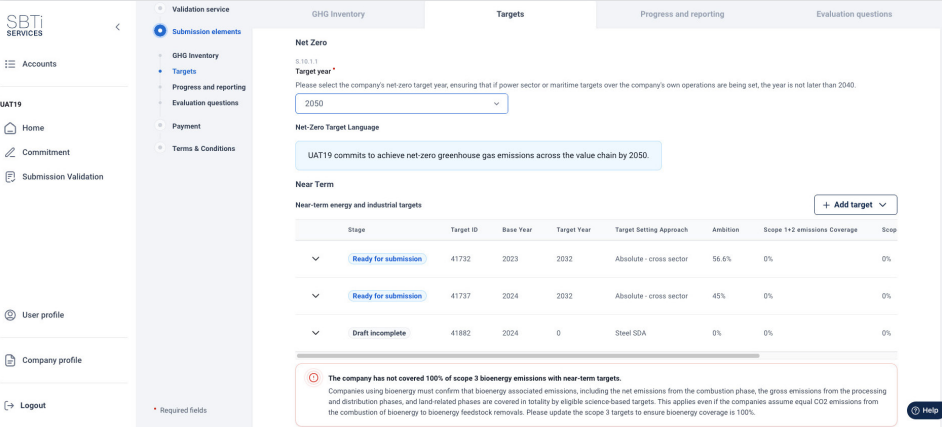 SBTi
SERVICES
Accounts
UAT19
Home
Commitment
Submission Validation
User profile
Company profile
Logout
Validation service
Submission elements
GHG Inventory
Targets
Progress and reporting
Evaluation questions
Payment
Terms & Conditions
* Required fields
GHG Inventory
Targets
Progress and reporting
Evaluation questions
Net Zero
S.10.1.1
Target year *
Please select the company's net-zero target year, ensuring that if power sector or maritime targets over the company's own operations are being set, the year is not later than 2040.
2050
Net-Zero Target Language
UAT19 commits to achieve net-zero greenhouse gas emissions across the value chain by 2050.
Near Term
Near-term energy and industrial targets
+ Add target
Stage Target ID Base Year Target Year Target Setting Approach Ambition Scope 1+2 emissions Coverage Scop
Ready for submission 41732 2023 2032 Absolute - cross sector 56.6% 0% 0%
Ready for submission 41737 2024 2032 Absolute - cross sector 45% 0% 0%
Draft incomplete 41882 2024 0 Steel SDA 0% 0% 0%
The company has not covered 100% of scope 3 bioenergy emissions with near-term targets.
Companies using bioenergy must confirm that bioenergy associated emissions, including the net emissions from the combustion phase, the gross emissions from the processing
and distribution phases, and land-related phases are covered in totality by eligible science-based targets. This applies even if the companies assume equal CO2 emissions from
the combustion of bioenergy to bioenergy feedstock removals. Please update the scope 3 targets to ensure bioenergy coverage is 100%.
Help